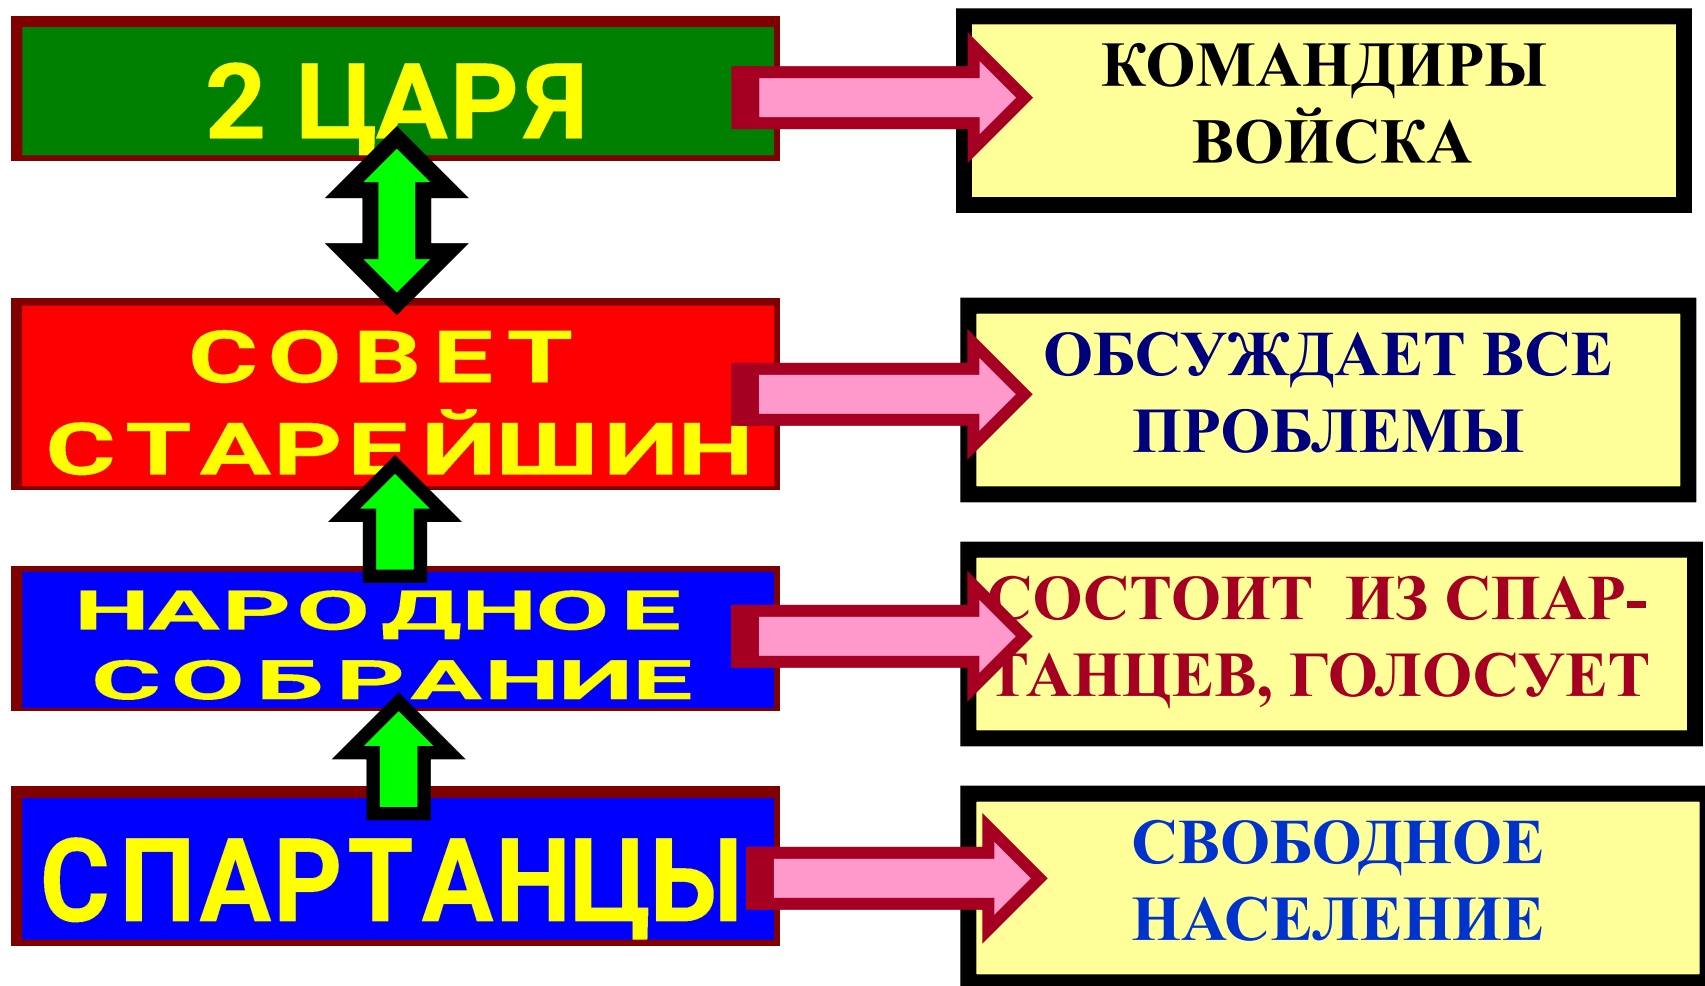 2 ЦАРЯ
КОМАНДИРЫ
ВОЙСКА
СОВЕТ
СТАРЕЙШИН
ОБСУЖДАЕТ ВСЕ
ПРОБЛЕМЫ
НАРОДНОЕ
СОБРАНИЕ
СОСТОИТ ИЗ СПАР-
ТАНЦЕВ, ГОЛОСУЕТ
СПАРТАНЦЫ
СВОБОДНОЕ
НАСЕЛЕНИЕ